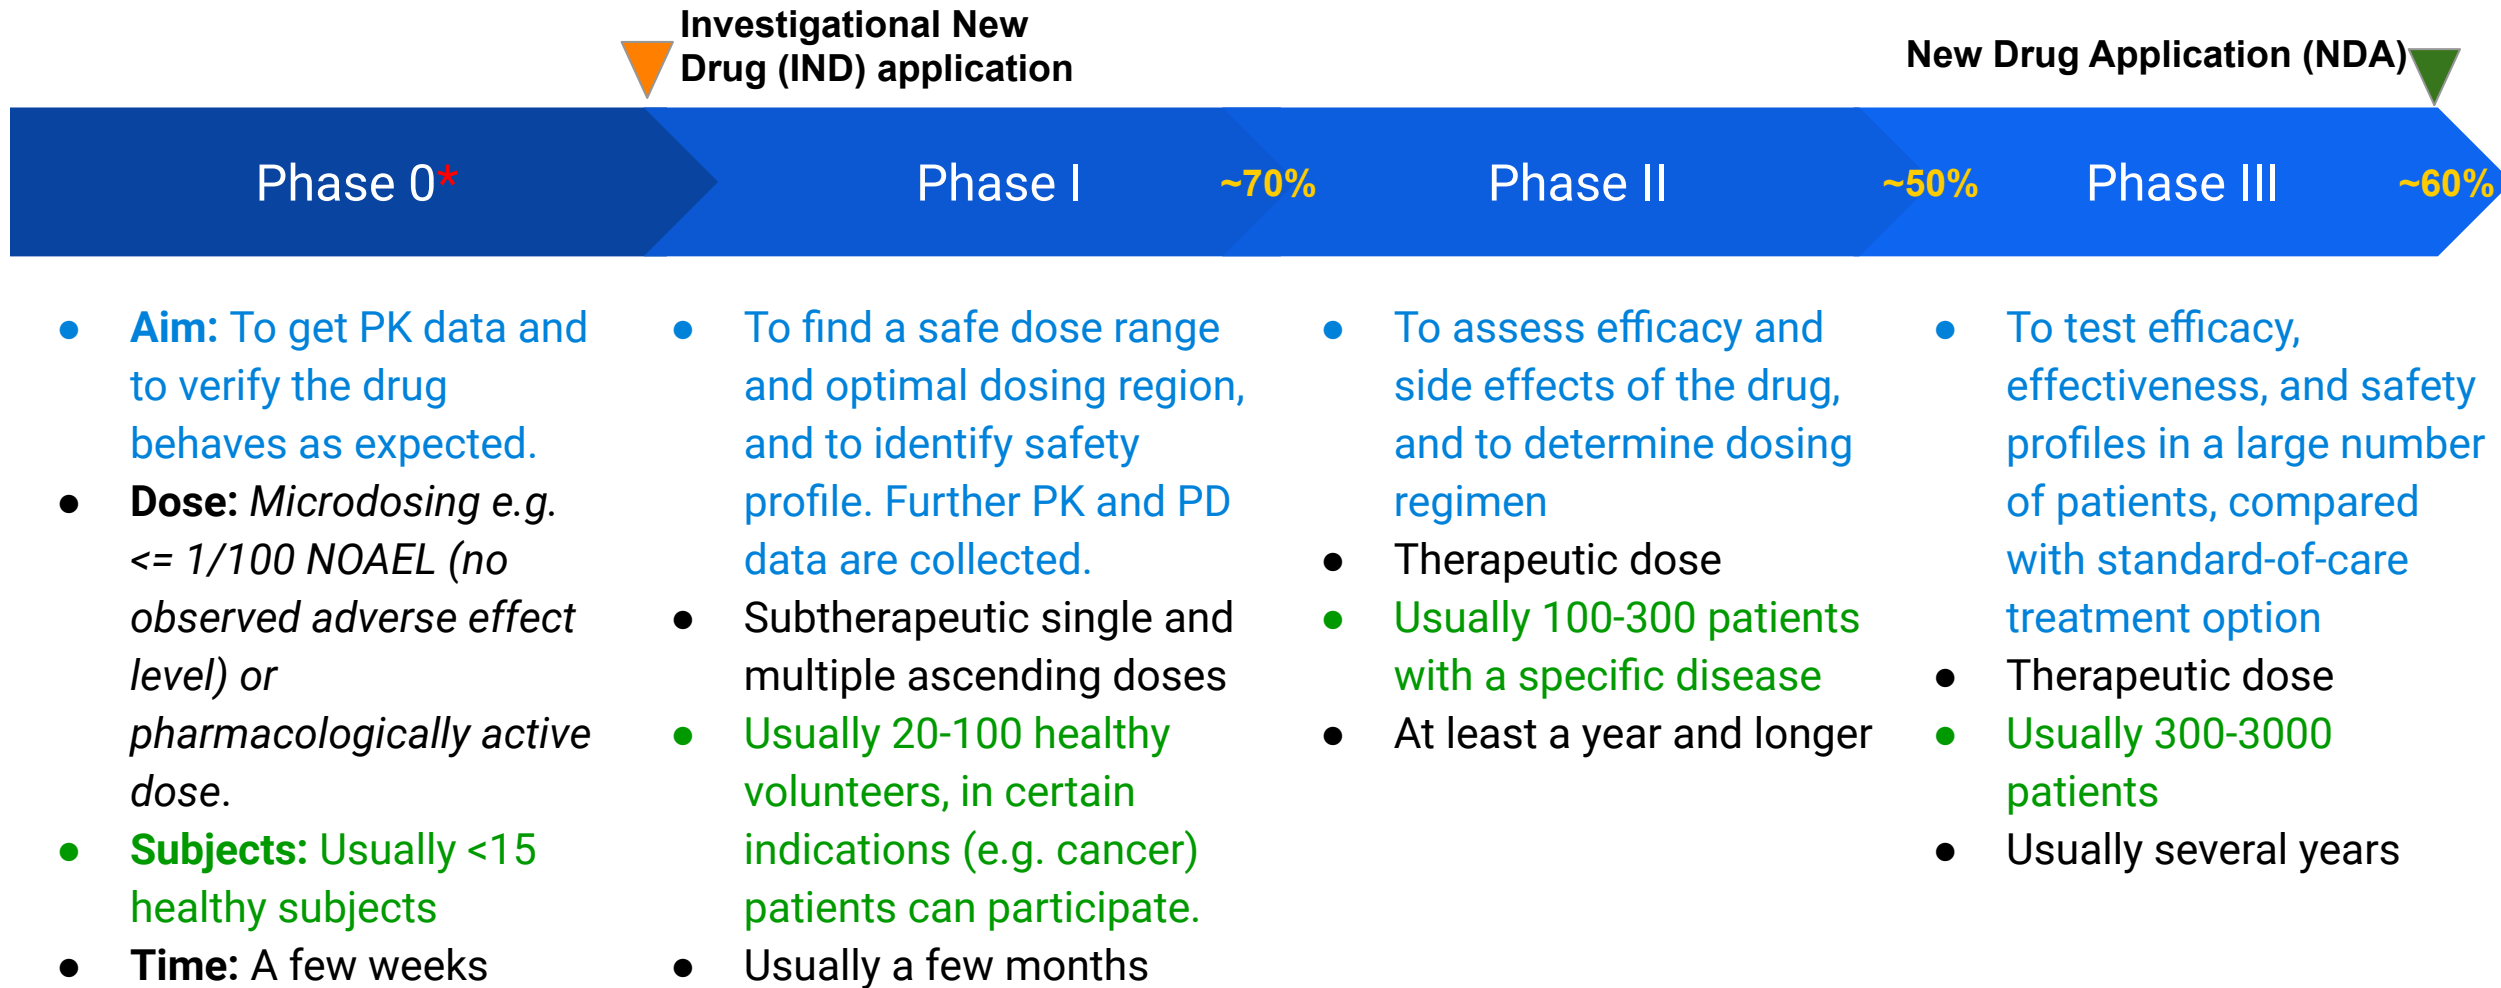 Investigational New
Drug (IND) application
New Drug Application (NDA)
Phase 0*
Phase I
~70%
Phase II
~50%
Phase III
~60%
● Aim: To get PK data and
to verify the drug
behaves as expected.
● Dose: Microdosing e.g.
<= 1/100 NOAEL (no
observed adverse effect
level) or
pharmacologically active
dose.
● Subjects: Usually <15
healthy subjects
● Time: A few weeks
● To find a safe dose range
and optimal dosing region,
and to identify safety
profile. Further PK and PD
data are collected.
● Subtherapeutic single and
multiple ascending doses
● Usually 20-100 healthy
volunteers, in certain
indications (e.g. cancer)
patients can participate.
● Usually a few months
● To assess efficacy and
side effects of the drug,
and to determine dosing
regimen
● Therapeutic dose
● Usually 100-300 patients
with a specific disease
● At least a year and longer
● To test efficacy,
effectiveness, and safety
profiles in a large number
of patients, compared
with standard-of-care
treatment option
● Therapeutic dose
● Usually 300-3000
patients
● Usually several years